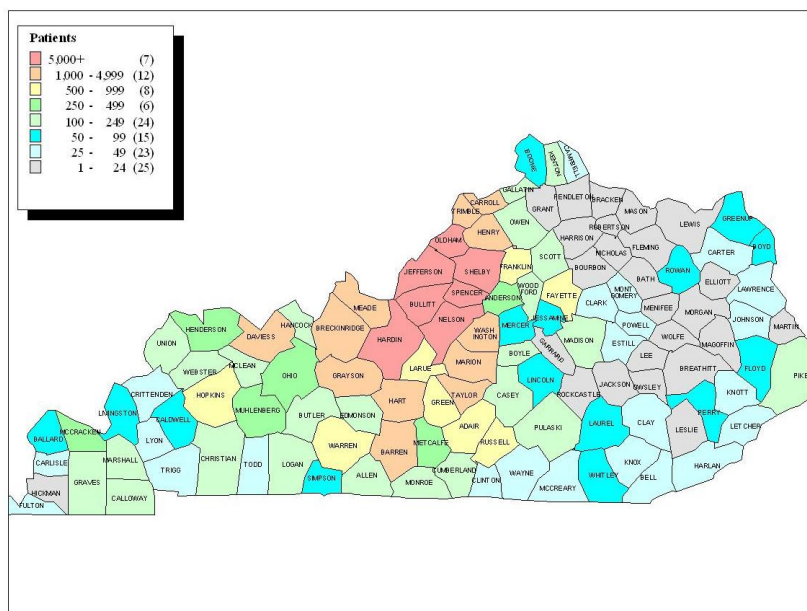 Patients
5,000+ (7)
1,000 - 4,999 (12)
500 - 999 (8)
250 - 499 (6)
100 - 249 (24)
50 - 99 (15)
25 - 49 (23)
1 - 24 (25)
BOONE
KENTON
CAMPBELL
GALLATIN
PENDLETON
BRACKEN
GRANT
MASON
CARROLL
TRIMBLE
OWEN
LEWIS
GREENUP
ROBERTSON
HENRY
HARRISON
OLDHAM
FLEMING
BOYD
NICHOLAS
CARTER
SCOTT
FRANKLIN
BOURBON
ROWAN
JEFFERSON
SHELBY
BATH
ELLIOTT
WOOD
FORD
MONT
GOMERY
FAYETTE
LAWRENCE
SPENCER
ANDERSON
BULLITT
CLARK
MENIFEE
MORGAN
MEADE
JESSAMINE
MERCER
NELSON
POWELL
JOHNSON
HANCOCK
HENDERSON
BRECKINRIDGE
WASH
INGTON
MADISON
MARTIN
DAVIESS
HARDIN
GARRARD
ESTILL
WOLFE
MAGOFFIN
UNION
BOYLE
LEE
MARION
WEBSTER
MCLEAN
LARUE
BREATHITT
FLOYD
PIKE
OHIO
GRAYSON
LINCOLN
JACKSON
OWSLEY
KNOTT
HOPKINS
TAYLOR
CASEY
ROCKCASTLE
CRITTENDEN
HART
GREEN
PERRY
LIVINGSTON
CALDWELL
MUHLENBERG
BUTLER
EDMONSON
CLAY
LETCHER
ADAIR
PULASKI
LAUREL
LESLIE
MCCRACKEN
BALLARD
LYON
WARREN
METCALFE
RUSSELL
CHRISTIAN
BARREN
MARSHALL
CARLISLE
KNOX
HARLAN
TRIGG
TODD
LOGAN
CUMBERLAND
WAYNE
SIMPSON
ALLEN
MONROE
CLINTON
WHITLEY
BELL
GRAVES
CALLOWAY
MCCREARY
HICKMAN
FULTON